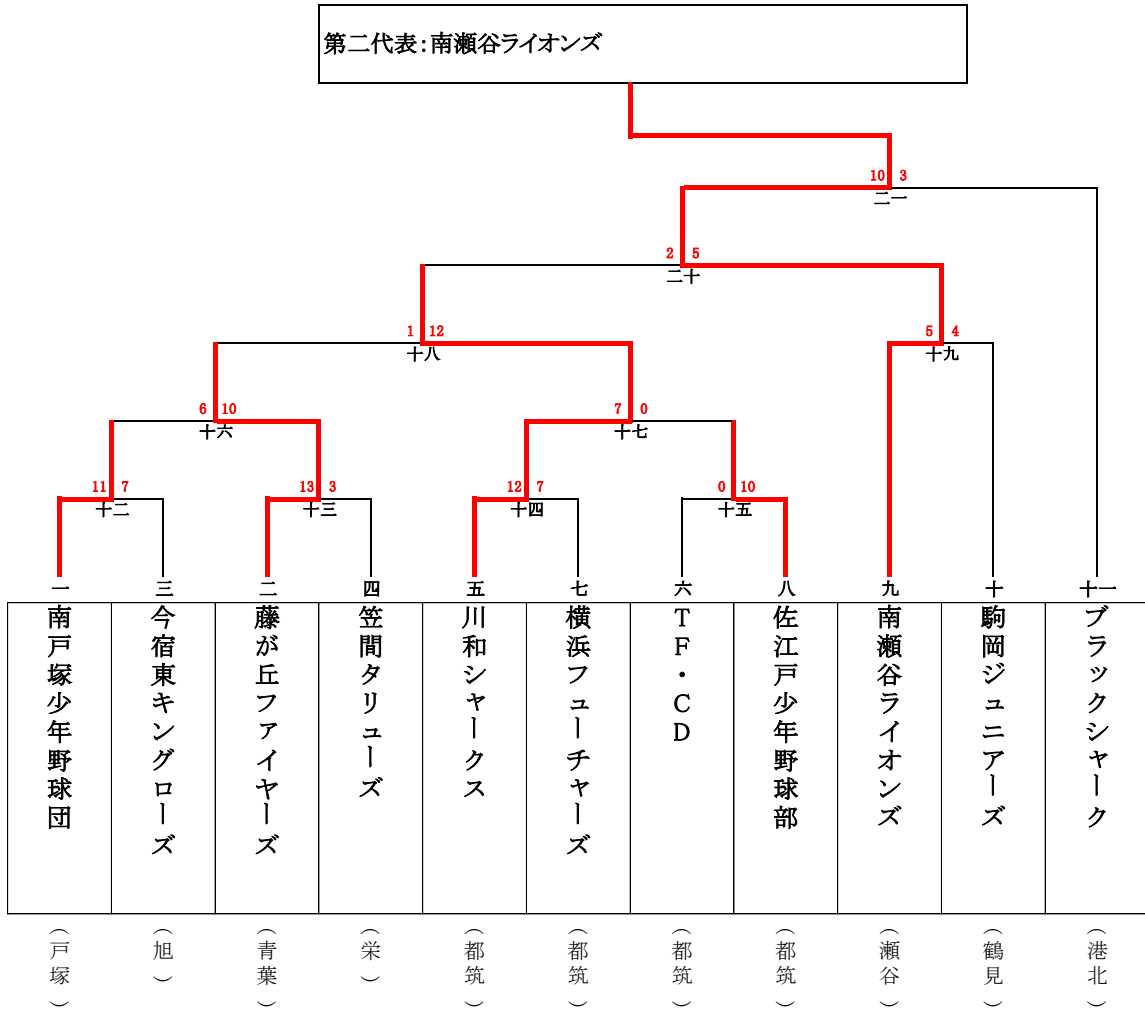 第二代表：南瀬谷ライオンズ
10 3
二一
2 5
二十
1 12
十八
5 4
十九
6 10
十六
7 0
十七
11 7
十二
13 3
十三
12 7
十四
0 10
十五
一
三
二
四
五
七
六
八
九
十
十一
南戸塚少年野球団
今宿東キングローズ
藤が丘ファイヤーズ
笠間タリューズ
川和シャークス
横浜フューチャーズ
TF・CD
佐江戸少年野球部
南瀬谷ライオンズ
駒岡ジュニアーズ
ブラックシャーク
（戸塚）
（旭）
（青葉）
（栄）
（都筑）
（都筑）
（都筑）
（都筑）
（瀬谷）
（鶴見）
（港北）